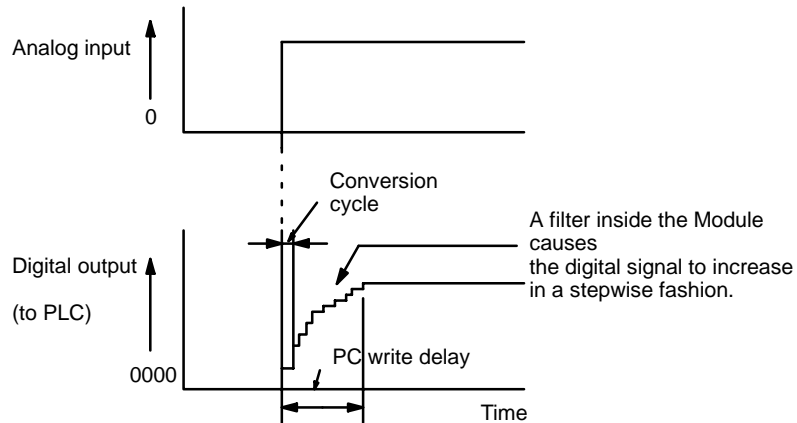 Analog input
0
Conversion
cycle
A filter inside the Module
causes
the digital signal to increase
in a stepwise fashion.
Digital output
(to PLC)
0000
PC write delay
Time